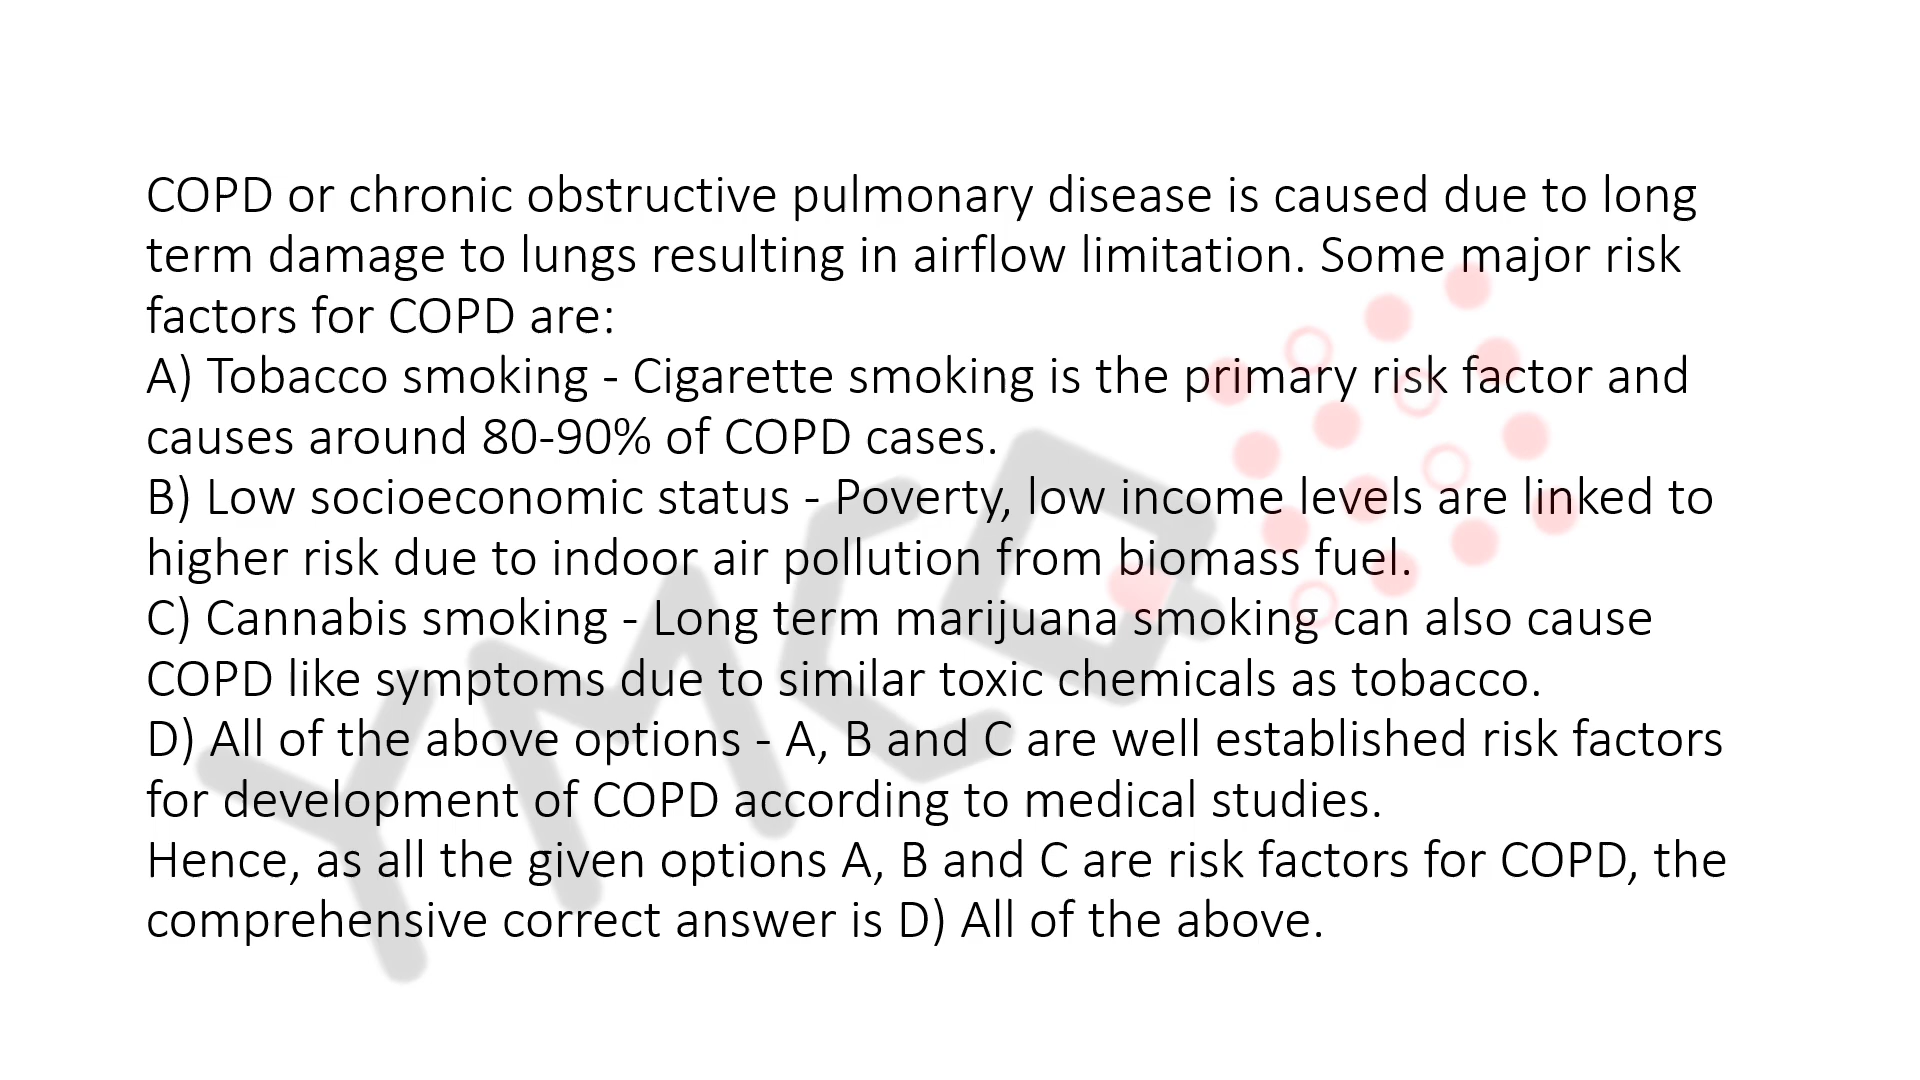 COPD or chronic obstructive pulmonary disease is caused due to long
term damage to lungs resulting in airflow limitation. Some major risk
factors for COPD are:
A) Tobacco smoking - Cigarette smoking is the primary risk factor and
causes around 80-90% of COPD cases.
B) Low socioeconomic status - Poverty, low income levels are linked to
higher risk due to indoor air pollution from biomass fuel.
C) Cannabis smoking - Long term marijuana smoking can also cause
COPD like symptoms due to similar toxic chemicals as tobacco.
D) All of the above options - A, B and C are well established risk factors
for development of COPD according to medical studies.
Hence, as all the given options A, B and C are risk factors for COPD, the
comprehensive correct answer is D) All of the above.
YMCQ